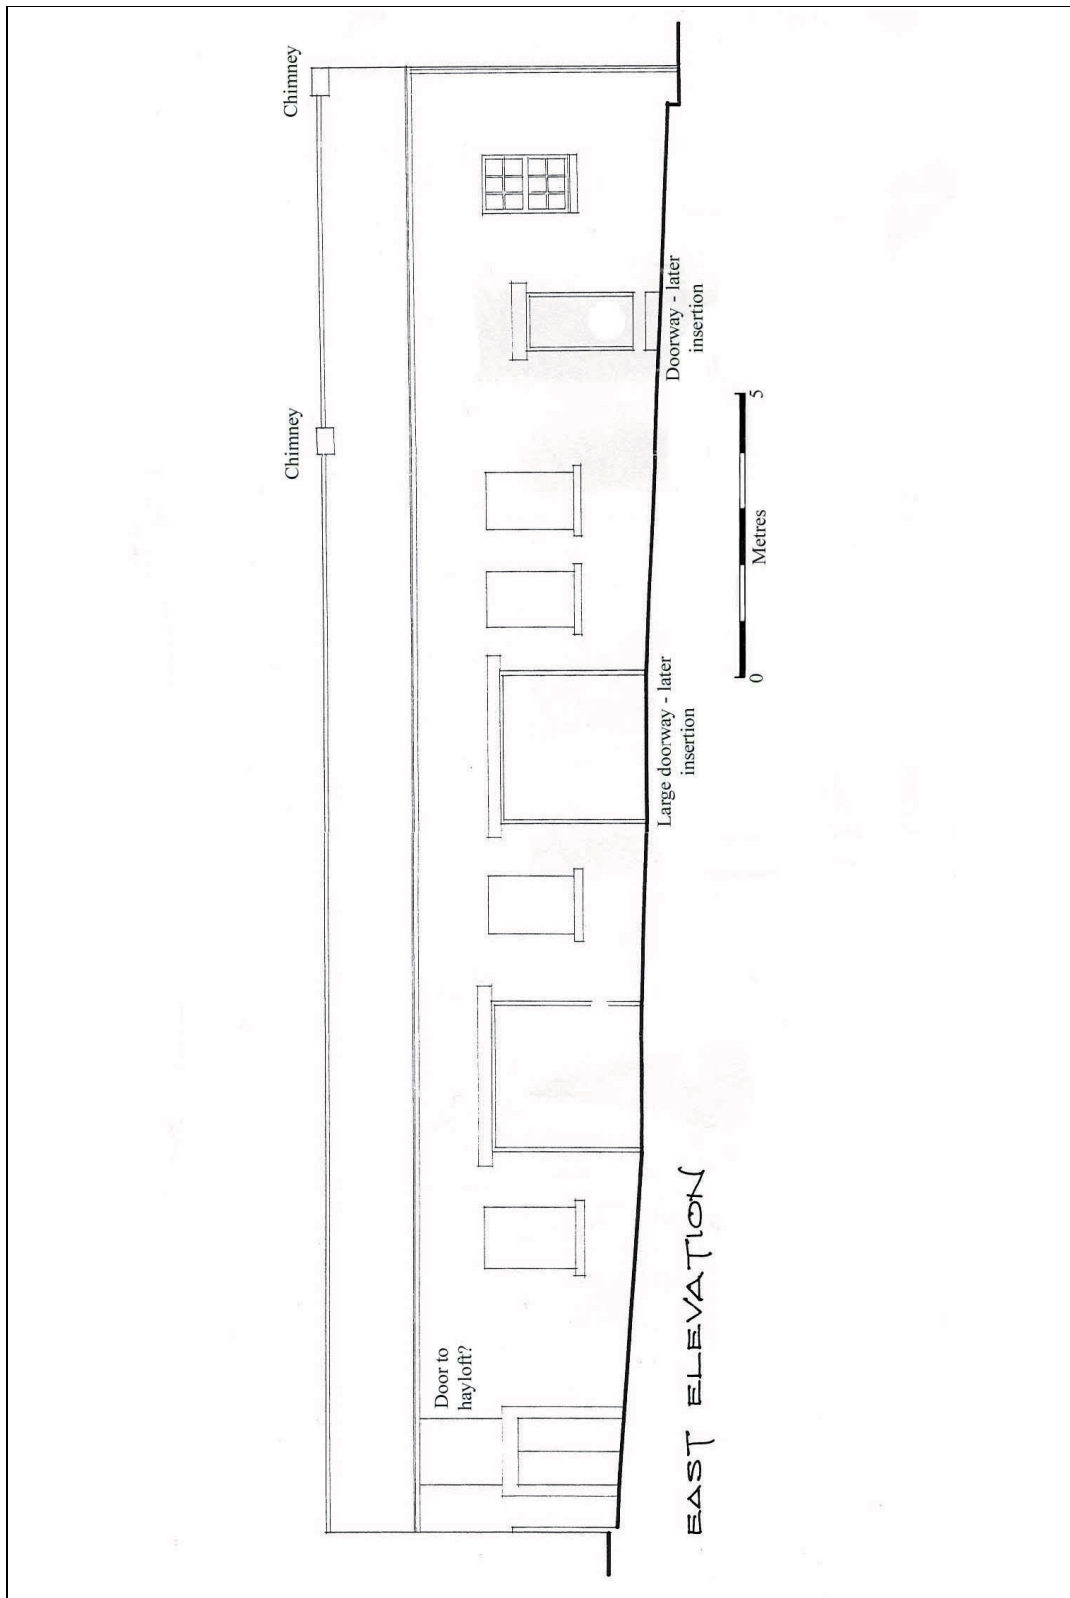 Chimney
Chimney
Door to
hayloft?
Large doorway - later
insertion
Doorway - later
insertion
0
Metres
5
EAST ELEVATION